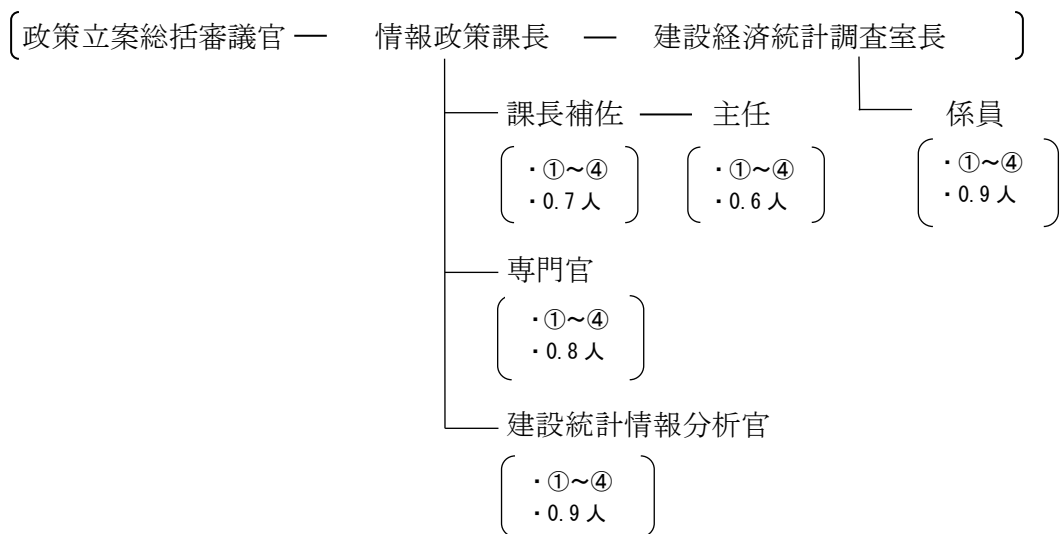 政策立案総括審議官 ― 情報政策課長 ― 建設経済統計調査室長
課長補佐 ― 主任 係員
・①~④ ・①~④ ・①~④
・0.7人 ・0.6人 ・0.9人
専門官
・①~④
・0.8人
建設統計情報分析官
・①~④
・0.9人